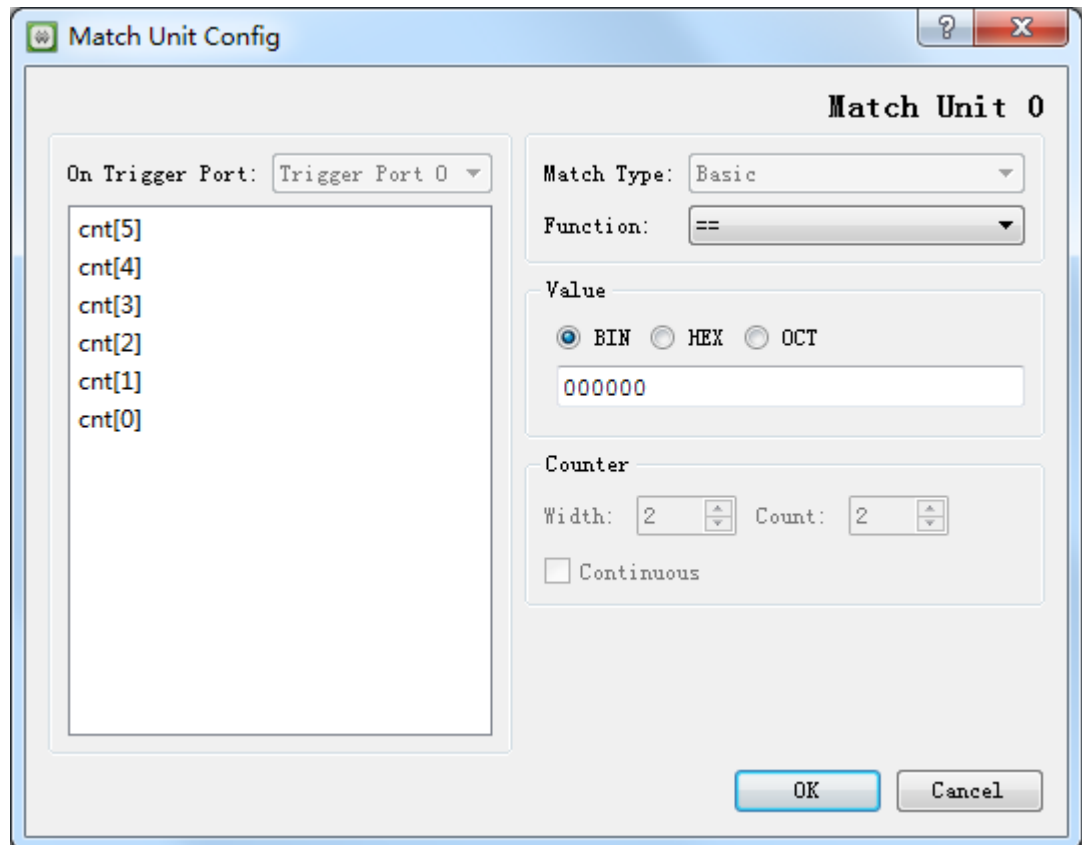 Match Unit Config
Match Unit 0
On Trigger Port: Trigger Port 0
cnt[5]
cnt[4]
cnt[3]
cnt[2]
cnt[1]
cnt[0]
Match Type: Basic
Function: ==
Value
BIN HEX OCT
000000
Counter
Width: 2 Count: 2
Continuous
OK Cancel